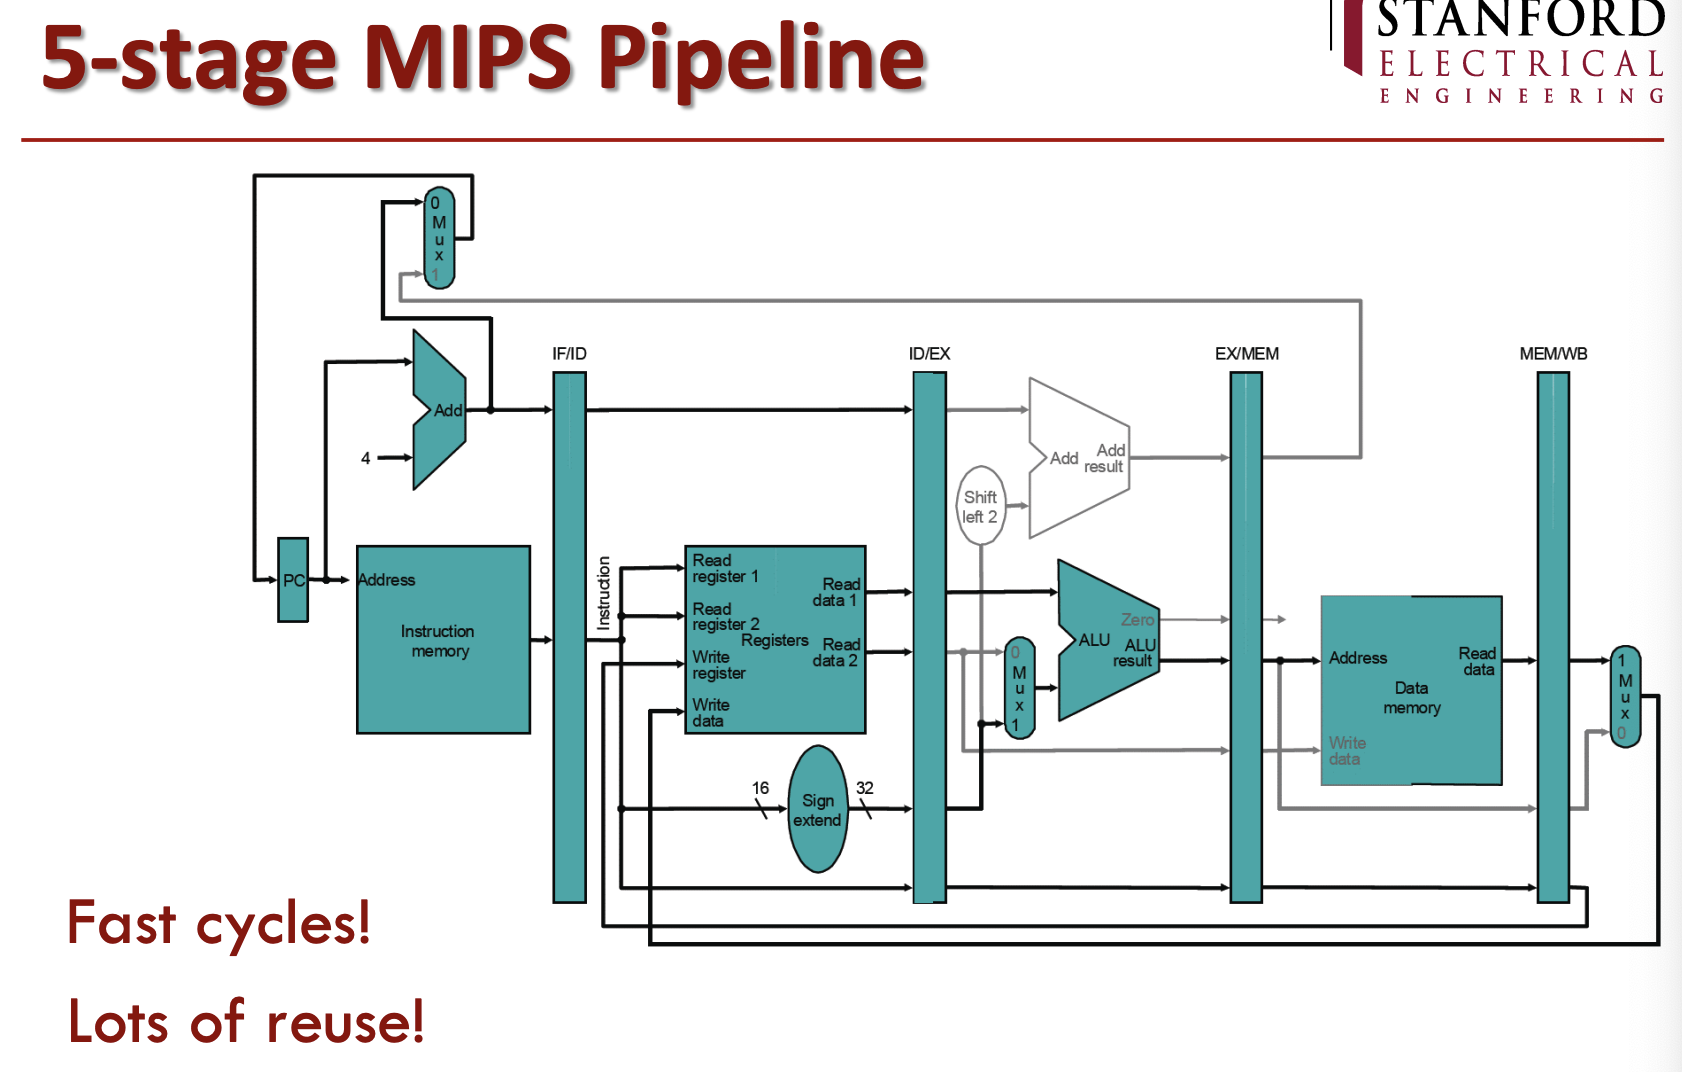 5-stage MIPS Pipeline
STANFORD
ELECTRICAL
ENGINEERING
0
M
u
x
1
Add
4
PC
Address
Instruction
memory
IF/ID
Instruction
Read
register 1
Read
register 2
Write
register
Write
data
Registers
Read
data 1
Read
data 2
16
Sign
extend
32
ID/EX
Shift
left 2
Add
Add
result
0
M
u
x
1
ALU
Zero
ALU
result
EX/MEM
Address
Write
data
Data
memory
Read
data
MEM/WB
1
M
u
x
0
Fast cycles!
Lots of reuse!